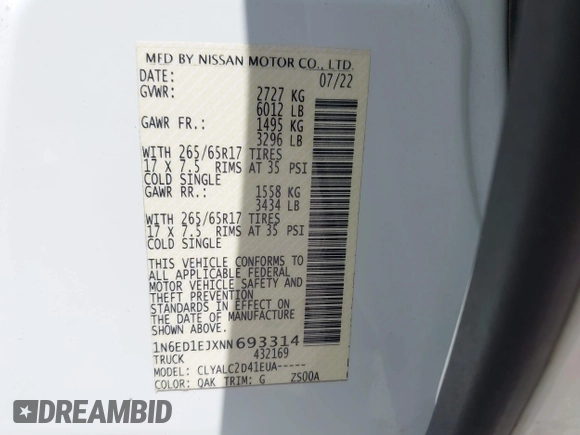 MFD BY NISSAN MOTOR CO., LTD.
DATE: 07/22
GVWR: 2727 KG
6012 LB
GAWR FR.: 1495 KG
3296 LB
WITH 265/65R17 TIRES
17 X 7.5 RIMS AT 35 PSI
COLD SINGLE
GAWR RR.: 1558 KG
3434 LB
WITH 265/65R17 TIRES
17 X 7.5 RIMS AT 35 PSI
COLD SINGLE
THIS VEHICLE CONFORMS TO
ALL APPLICABLE FEDERAL
MOTOR VEHICLE SAFETY AND
THEFT PREVENTION
STANDARDS IN EFFECT ON
THE DATE OF MANUFACTURE
SHOWN ABOVE.
1N6ED1EJXNN693314
TRUCK 432169
MODEL: CLYALC2D41EUA-----
COLOR: QAK TRIM: G ZS00A
DREAMBID